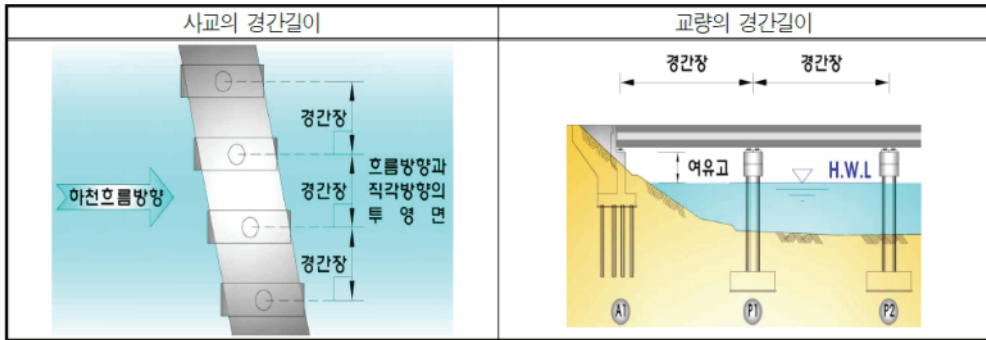 사교의 경간길이
교량의 경간길이
하천흐름방향
경간장
경간장
경간장
흐름방향과
직각방향의
투 영 면
경간장
경간장
여유고
H.W.L
A1
P1
P2